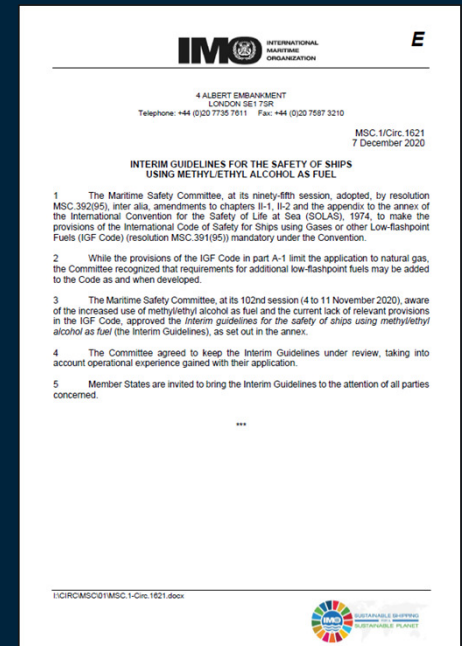 IMO
INTERNATIONAL
MARITIME
ORGANIZATION
E
4 ALBERT EMBANKMENT
LONDON SE1 7SR
Telephone: +44 (0)20 7735 7611 Fax: +44 (0)20 7587 3210
MSC.1/Circ.1621
7 December 2020
INTERIM GUIDELINES FOR THE SAFETY OF SHIPS
USING METHYL/ETHYL ALCOHOL AS FUEL
1 The Maritime Safety Committee, at its ninety-fifth session, adopted, by resolution
MSC.392(95), inter alia, amendments to chapters II-1, II-2 and the appendix to the annex of
the International Convention for the Safety of Life at Sea (SOLAS), 1974, to make the
provisions of the International Code of Safety for Ships using Gases or other Low-flashpoint
Fuels (IGF Code) (resolution MSC.391(95)) mandatory under the Convention.
2 While the provisions of the IGF Code in part A-1 limit the application to natural gas,
the Committee recognized that requirements for additional low-flashpoint fuels may be added
to the Code as and when developed.
3 The Maritime Safety Committee, at its 102nd session (4 to 11 November 2020), aware
of the increased use of methyl/ethyl alcohol as fuel and the current lack of relevant provisions
in the IGF Code, approved the Interim guidelines for the safety of ships using methyl/ethyl
alcohol as fuel (the Interim Guidelines), as set out in the annex.
4 The Committee agreed to keep the Interim Guidelines under review, taking into
account operational experience gained with their application.
5 Member States are invited to bring the Interim Guidelines to the attention of all parties
concerned.
***
I:\CIRC\MSC\01\MSC.1-Circ.1621.docx
IMO
SUSTAINABLE SHIPPING
SUSTAINABLE PLANET